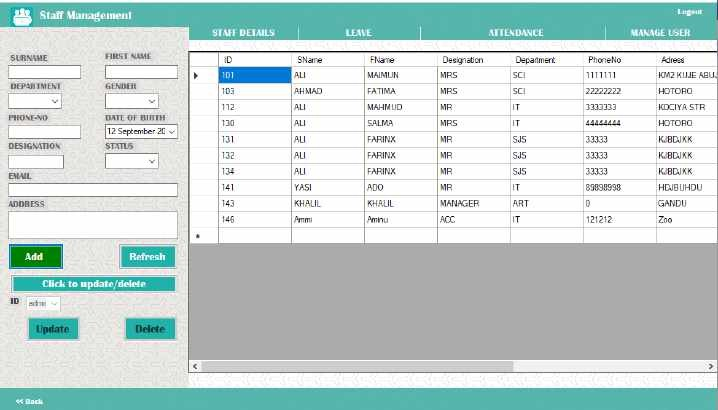 Staff Management
Logout
STAFF DETAILS LEAVE ATTENDANCE MANAGE USER
SURNAME FIRST NAME
DEPARTMENT GENDER
PHONE-NO DATE OF BIRTH
12 September 20
DESIGNATION STATUS
EMAIL
ADDRESS
Add Refresh
Click to update/delete
ID admi
Update Delete
ID SName FName Designation Department PhoneNo Adress
101 ALI MAIMUN MRS SCI 1111111 KM2 KUJE ABUJ
103 AHMAD FATIMA MRS SCI 22222222 HOTORO
112 ALI MAHMUD MR IT 3333333 KOCIYA STR
130 ALI SALMA MRS IT 44444444 HOTORO
131 ALI FARINX MR SJS 33333 KJBDJKK
132 ALI FARINX MR SJS 33333 KJBDJKK
134 ALI FARINX MR SJS 33333 KJBDJKK
141 YASI ADO MR IT 89898998 HDJBUHDU
143 KHALIL KHALIL MANAGER ART 0 GANDU
146 Ammi Aminu ACC IT 121212 Zoo
<< Back